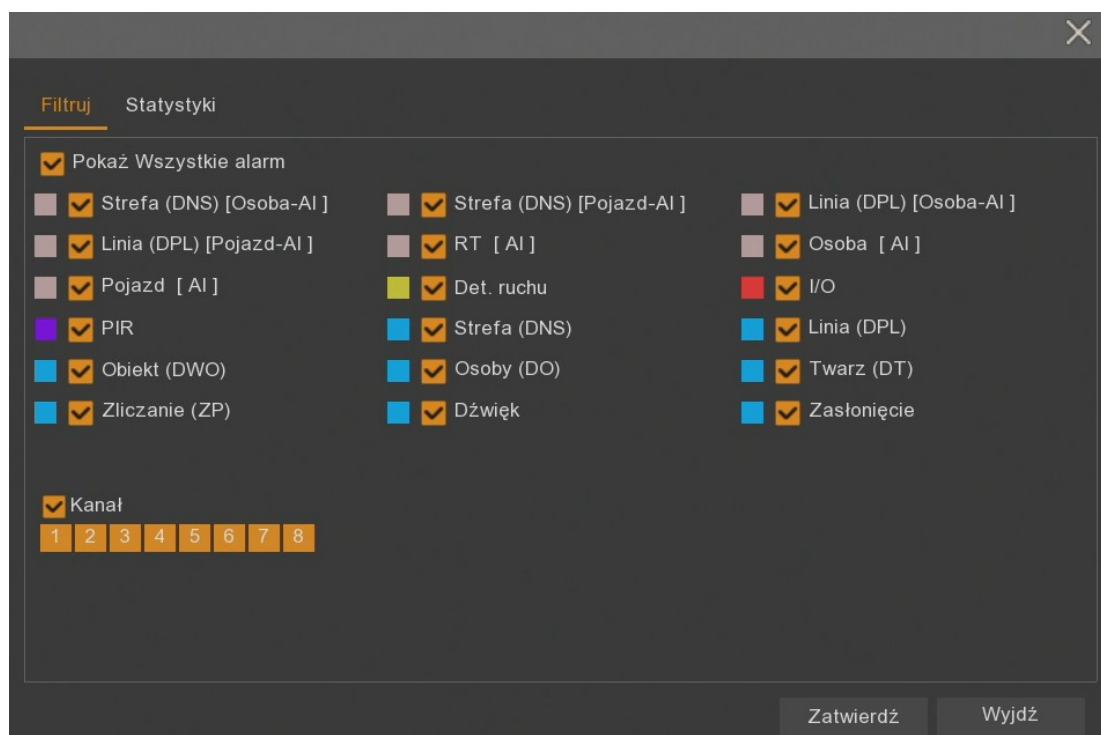 Filtruj Statystyki
Pokaż Wszystkie alarm
Strefa (DNS) [Osoba-AI ] Strefa (DNS) [Pojazd-AI ] Linia (DPL) [Osoba-AI ]
Linia (DPL) [Pojazd-AI ] RT [ AI ] Osoba [ AI ]
Pojazd [ AI ] Det. ruchu I/O
PIR Strefa (DNS) Linia (DPL)
Obiekt (DWO) Osoby (DO) Twarz (DT)
Zliczanie (ZP) Dźwięk Zasłonięcie
Kanał
1 2 3 4 5 6 7 8
Zatwierdź Wyjdź